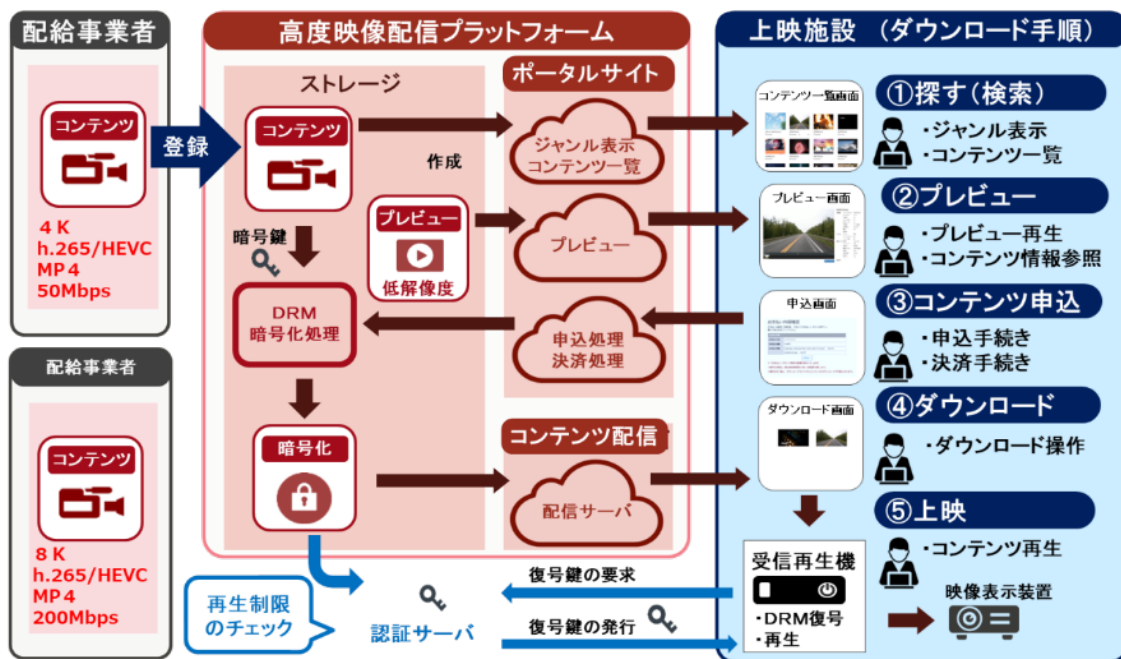 配給事業者
コンテンツ
4K
h.265/HEVC
MP4
50Mbps
登録
配給事業者
コンテンツ
8K
h.265/HEVC
MP4
200Mbps
高度映像配信プラットフォーム
ストレージ
コンテンツ
作成
プレビュー
低解像度
暗号鍵
DRM
暗号化処理
暗号化
ポータルサイト
ジャンル表示
コンテンツ一覧
プレビュー
申込処理
決済処理
コンテンツ配信
配信サーバ
上映施設 (ダウンロード手順)
コンテンツ一覧画面
①探す(検索)
・ジャンル表示
・コンテンツ一覧
プレビュー画面
②プレビュー
・プレビュー再生
・コンテンツ情報参照
申込画面
③コンテンツ申込
・申込手続き
・決済手続き
ダウンロード画面
④ダウンロード
・ダウンロード操作
⑤上映
・コンテンツ再生
受信再生機
・DRM復号
・再生
映像表示装置
再生制限
のチェック
認証サーバ
復号鍵の要求
復号鍵の発行